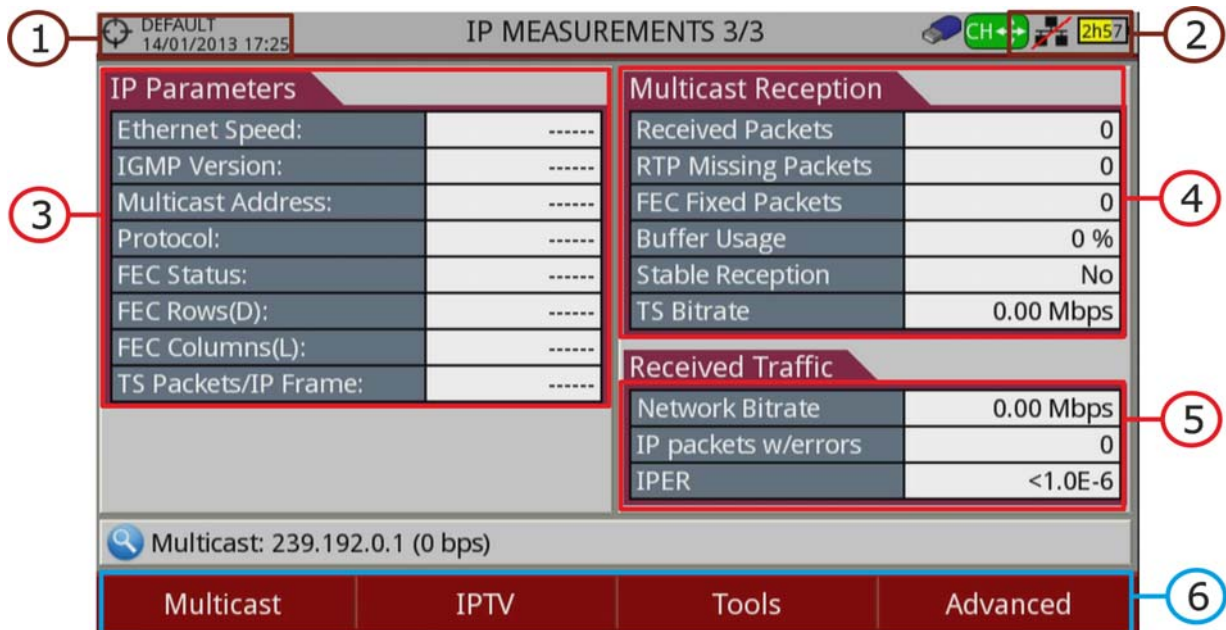 1
DEFAULT
14/01/2013 17:25
IP MEASUREMENTS 3/3
CH
2h57
2
3
IP Parameters
Ethernet Speed: ------
IGMP Version: ------
Multicast Address: ------
Protocol: ------
FEC Status: ------
FEC Rows(D): ------
FEC Columns(L): ------
TS Packets/IP Frame: ------
Multicast Reception
Received Packets 0
RTP Missing Packets 0
FEC Fixed Packets 0
Buffer Usage 0 %
Stable Reception No
TS Bitrate 0.00 Mbps
4
Received Traffic
Network Bitrate 0.00 Mbps
IP packets w/errors 0
IPER <1.0E-6
5
Multicast: 239.192.0.1 (0 bps)
Multicast IPTV Tools Advanced
6